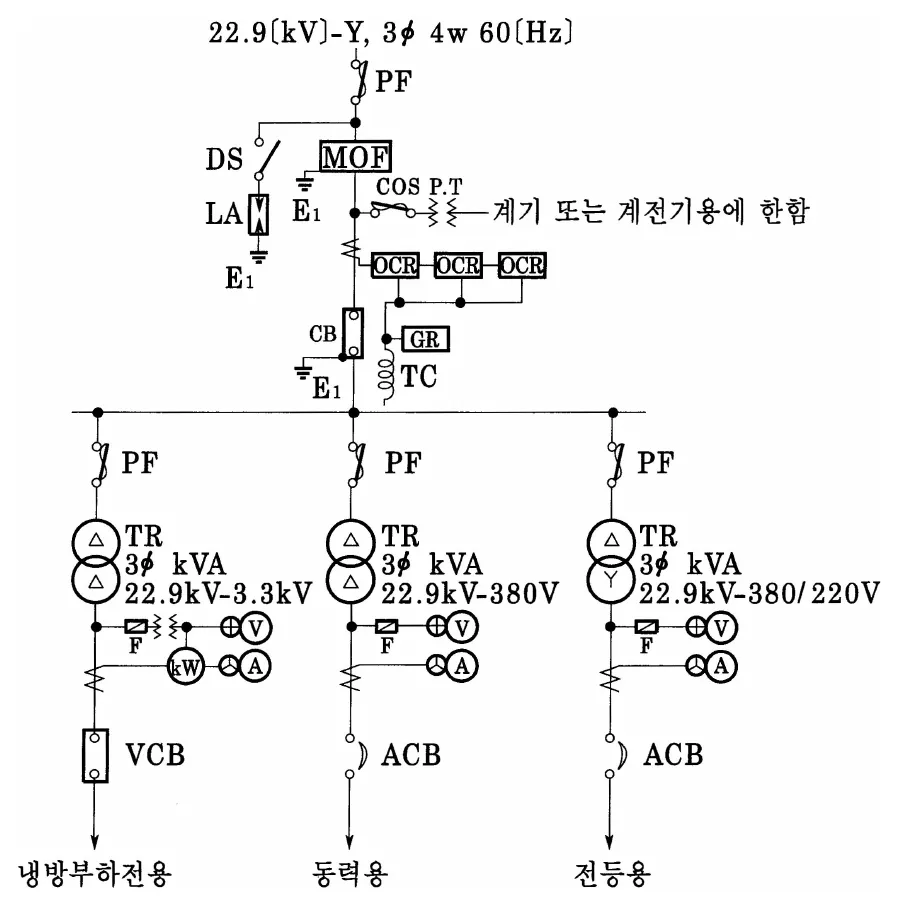 22.9[kV]-Y, 3ϕ 4w 60[Hz]
PF
DS
MOF
COS P.T
LA
E1
계기 또는 계전기용에 한함
E1
OCR OCR OCR
CB
GR
E1
TC
PF PF PF
△ TR
3ϕ kVA
△ 22.9kV-3.3kV
△ TR
3ϕ kVA
△ 22.9kV-380V
△ TR
3ϕ kVA
Y 22.9kV-380/220V
F V
kW A
F V
A
F V
A
VCB ACB ACB
냉방부하전용 동력용 전등용